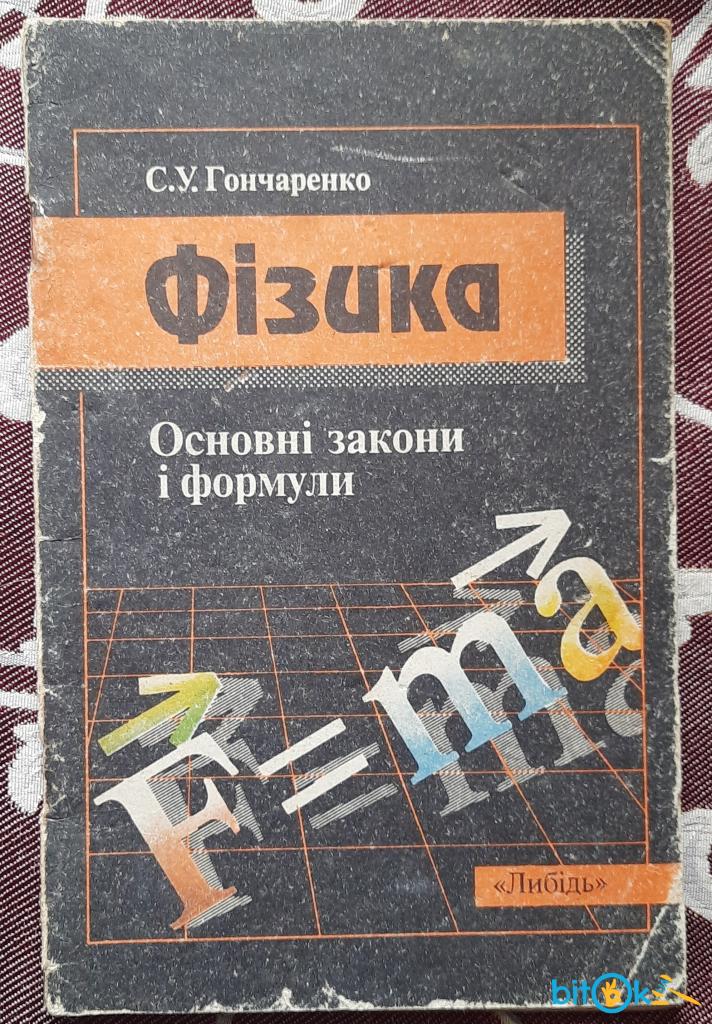 С.У. Гончаренко
Фізика
Основні закони
і формули
F=ma
«Либідь»
bitOk